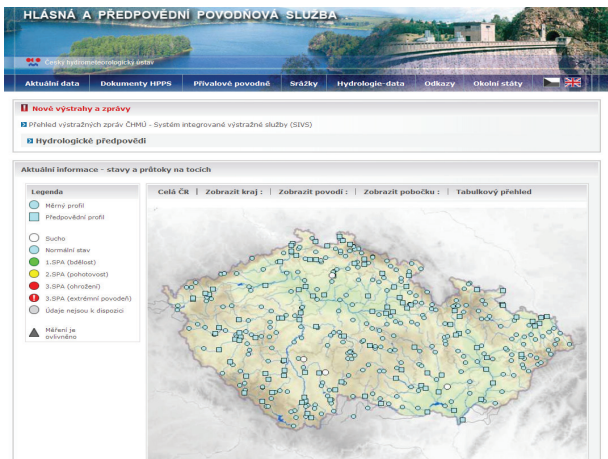 HLÁSNÁ A PŘEDPOVĚDNÍ POVODŇOVÁ SLUŽBA
Český hydrometeorologický ústav
Aktuální data Dokumenty HPPS Přívalové povodně Srážky Hydrologie-data Odkazy Okolní státy
Nové výstrahy a zprávy
Přehled výstražných zpráv ČHMÚ - Systém integrované výstražné služby (SIVS)
Hydrologické předpovědi
Aktuální informace - stavy a průtoky na tocích
Legenda
Měrný profil
Předpovědní profil
Sucho
Normální stav
1.SPA (bdělost)
2.SPA (pohotovost)
3.SPA (ohrožení)
3.SPA (extrémní povodeň)
Údaje nejsou k dispozici
Měření je
ovlivněno
Celá ČR | Zobrazit kraj : | Zobrazit povodí : | Zobrazit pobočku : | Tabulkový přehled